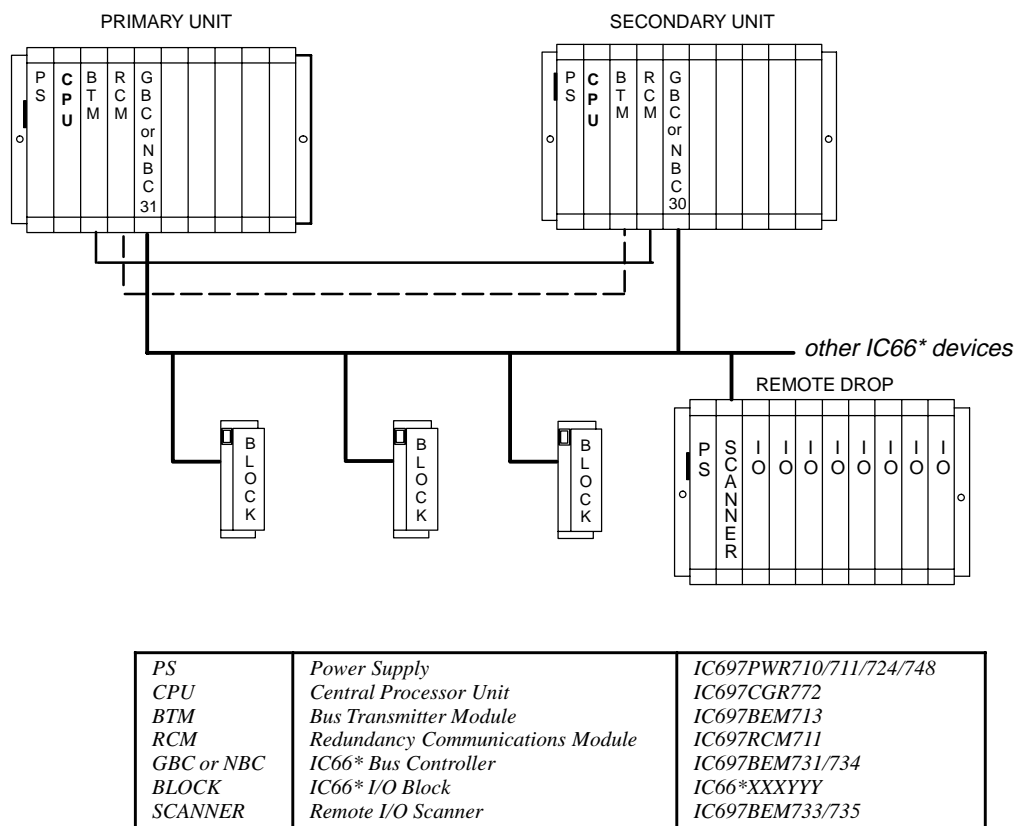 PRIMARY UNIT
SECONDARY UNIT
PS
CPU
BTM
RCM
GBC or NBC 31
PS
CPU
BTM
RCM
GBC or NBC 30
other IC66* devices
REMOTE DROP
BLOCK
BLOCK
BLOCK
PS
SCANNER
IO
IO
IO
IO
IO
IO
IO
IO
PS Power Supply IC697PWR710/711/724/748
CPU Central Processor Unit IC697CGR772
BTM Bus Transmitter Module IC697BEM713
RCM Redundancy Communications Module IC697RCM711
GBC or NBC IC66* Bus Controller IC697BEM731/734
BLOCK IC66* I/O Block IC66*XXXYYY
SCANNER Remote I/O Scanner IC697BEM733/735